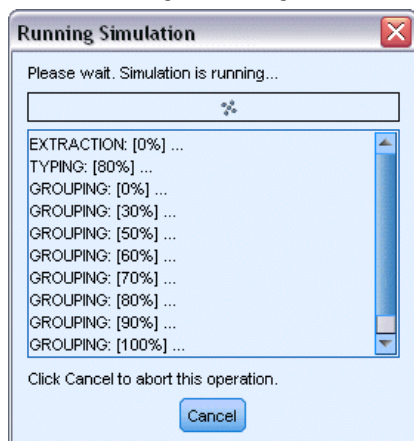 Running Simulation
Please wait. Simulation is running...
EXTRACTION: [0%] ...
TYPING: [80%] ...
GROUPING: [0%] ...
GROUPING: [30%] ...
GROUPING: [50%] ...
GROUPING: [60%] ...
GROUPING: [70%] ...
GROUPING: [80%] ...
GROUPING: [90%] ...
GROUPING: [100%] ...
Click Cancel to abort this operation.
Cancel